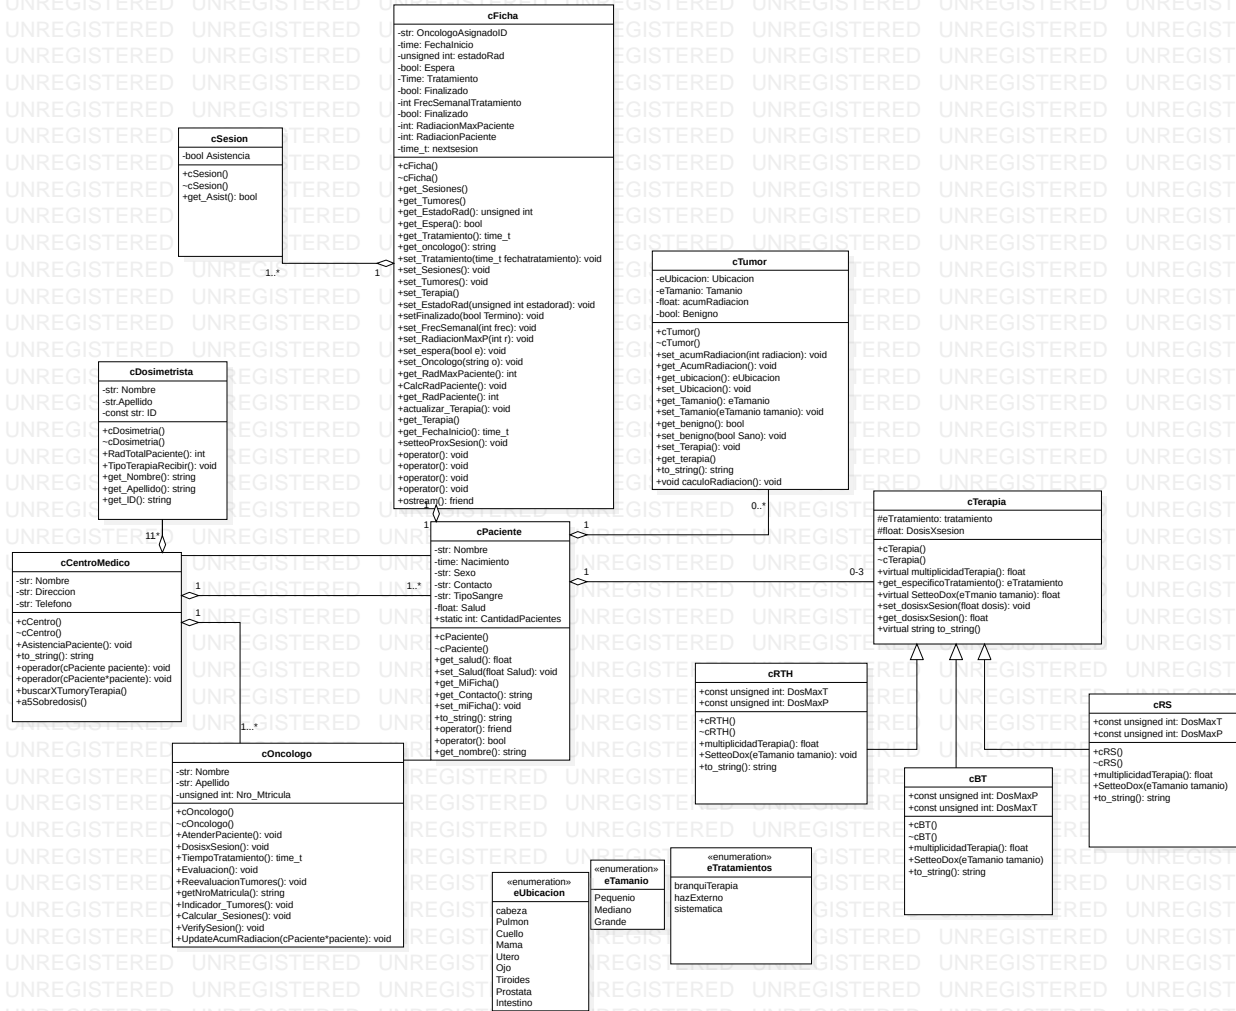 cFicha
-str: OncologoAsignadoID
-time: FechaInicio
-unsigned int: estadoRad
-bool: Espera
-Time: Tratamiento
-bool: Finalizado
-int FrecSemanalTratamiento
-bool: Finalizado
-int: RadiacionMaxPaciente
-int: RadiacionPaciente
-time_t: nextsesion
+cFicha()
~cFicha()
+get_Sesiones()
+get_Tumores()
+get_EstadoRad(): unsigned int
+get_Espera(): bool
+get_Tratamiento(): time_t
+get_oncologo(): string
+set_Tratamiento(time_t fechatratamiento): void
+set_Sesiones(): void
+set_Tumores(): void
+set_Terapia()
+set_EstadoRad(unsigned int estadorad): void
+setFinalizado(bool Termino): void
+set_FrecSemanal(int frec): void
+set_RadiacionMaxP(int r): void
+set_espera(bool e): void
+set_Oncologo(string o): void
+get_RadMaxPaciente(): int
+CalcRadPaciente(): void
+get_RadPaciente(): int
+actualizar_Terapia(): void
+get_Terapia()
+get_FechaInicio(): time_t
+setteoProxSesion(): void
+operator(): void
+operator(): void
+operator(): void
+operator(): void
+ostream(): friend
cSesion
-bool Asistencia
+cSesion()
~cSesion()
+get_Asist(): bool
1..*
1
cTumor
-eUbicacion: Ubicacion
-eTamanio: Tamanio
-float: acumRadiacion
-bool: Benigno
+cTumor()
~cTumor()
+set_acumRadiacion(int radiacion): void
+get_AcumRadiacion(): void
+get_ubicacion(): eUbicacion
+set_Ubicacion(): void
+get_Tamanio(): eTamanio
+set_Tamanio(eTamanio tamanio): void
+get_benigno(): bool
+set_benigno(bool Sano): void
+set_Terapia(): void
+get_terapia()
+to_string(): string
+void caculoRadiacion(): void
cDosimetrista
-str: Nombre
-str.Apellido
-const str: ID
+cDosimetria()
~cDosimetria()
+RadTotalPaciente(): int
+TipoTerapiaRecibir(): void
+get_Nombre(): string
+get_Apellido(): string
+get_ID(): string
11*
1
1
1
0..*
cPaciente
-str: Nombre
-time: Nacimiento
-str: Sexo
-str: Contacto
-str: TipoSangre
-float: Salud
+static int: CantidadPacientes
+cPaciente()
~cPaciente()
+get_salud(): float
+set_Salud(float Salud): void
+get_MiFicha()
+get_Contacto(): string
+set_miFicha(): void
+to_string(): string
+operator(): friend
+operator(): bool
+get_nombre(): string
1
0-3
cTerapia
#eTratamiento: tratamiento
#float: DosisXsesion
+cTerapia()
~cTerapia()
+virtual multiplicidadTerapia(): float
+get_especificoTratamiento(): eTratamiento
+virtual SetteoDox(eTmanio tamanio): float
+set_dosisxSesion(float dosis): void
+get_dosisxSesion(): float
+virtual string to_string()
cCentroMedico
-str: Nombre
-str: Direccion
-str: Telefono
+cCentro()
~cCentro()
+AsistenciaPaciente(): void
+to_string(): string
+operador(cPaciente paciente): void
+operador(cPaciente*paciente): void
+buscarXTumoryTerapia()
+a5Sobredosis()
1
1..*
1
1...*
cRTH
+const unsigned int: DosMaxT
+const unsigned int: DosMaxP
+cRTH()
~cRTH()
+multiplicidadTerapia(): float
+SetteoDox(eTamanio tamanio): void
+to_string(): string
cRS
+const unsigned int: DosMaxT
+const unsigned int: DosMaxP
+cRS()
~cRS()
+multiplicidadTerapia(): float
+SetteoDox(eTamanio tamanio)
+to_string(): string
cBT
+const unsigned int: DosMaxP
+const unsigned int: DosMaxT
+cBT()
~cBT()
+multiplicidadTerapia(): float
+SetteoDox(eTamanio tamanio)
+to_string(): string
cOncologo
-str: Nombre
-str: Apellido
-unsigned int: Nro_Mtricula
+cOncologo()
~cOncologo()
+AtenderPaciente(): void
+DosisxSesion(): void
+TiempoTratamiento(): time_t
+Evaluacion(): void
+ReevaluacionTumores(): void
+getNroMatricula(): string
+Indicador_Tumores(): void
+Calcular_Sesiones(): void
+VerifySesion(): void
+UpdateAcumRadiacion(cPaciente*paciente): void
«enumeration»
eUbicacion
cabeza
Pulmon
Cuello
Mama
Utero
Ojo
Tiroides
Prostata
Intestino
«enumeration»
eTamanio
Pequenio
Mediano
Grande
«enumeration»
eTratamientos
branquiTerapia
hazExterno
sistematica
UNREGISTERED